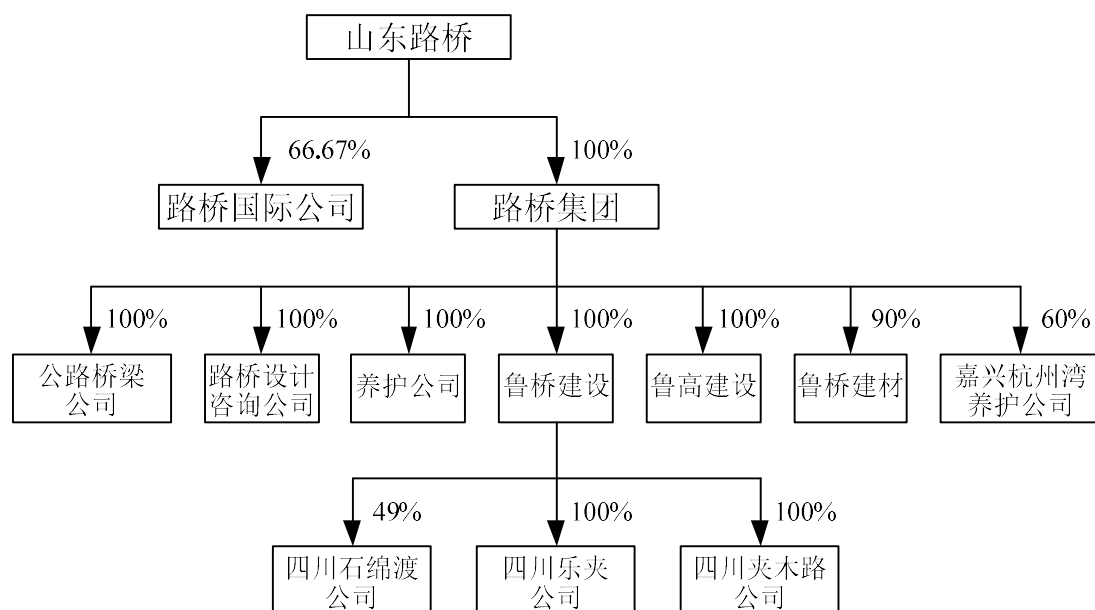 山东路桥
66.67%
100%
路桥国际公司
路桥集团
100%
100%
100%
100%
100%
90%
60%
公路桥梁
公司
路桥设计
咨询公司
养护公司
鲁桥建设
鲁高建设
鲁桥建材
嘉兴杭州湾
养护公司
49%
100%
100%
四川石绵渡
公司
四川乐夹
公司
四川夹木路
公司